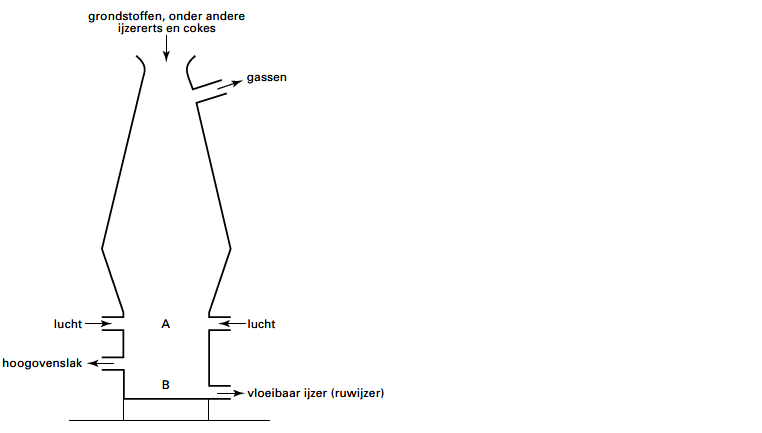 grondstoffen, onder andere
ijzererts en cokes
gassen
lucht
A
lucht
hoogovenslak
B
vloeibaar ijzer (ruwijzer)